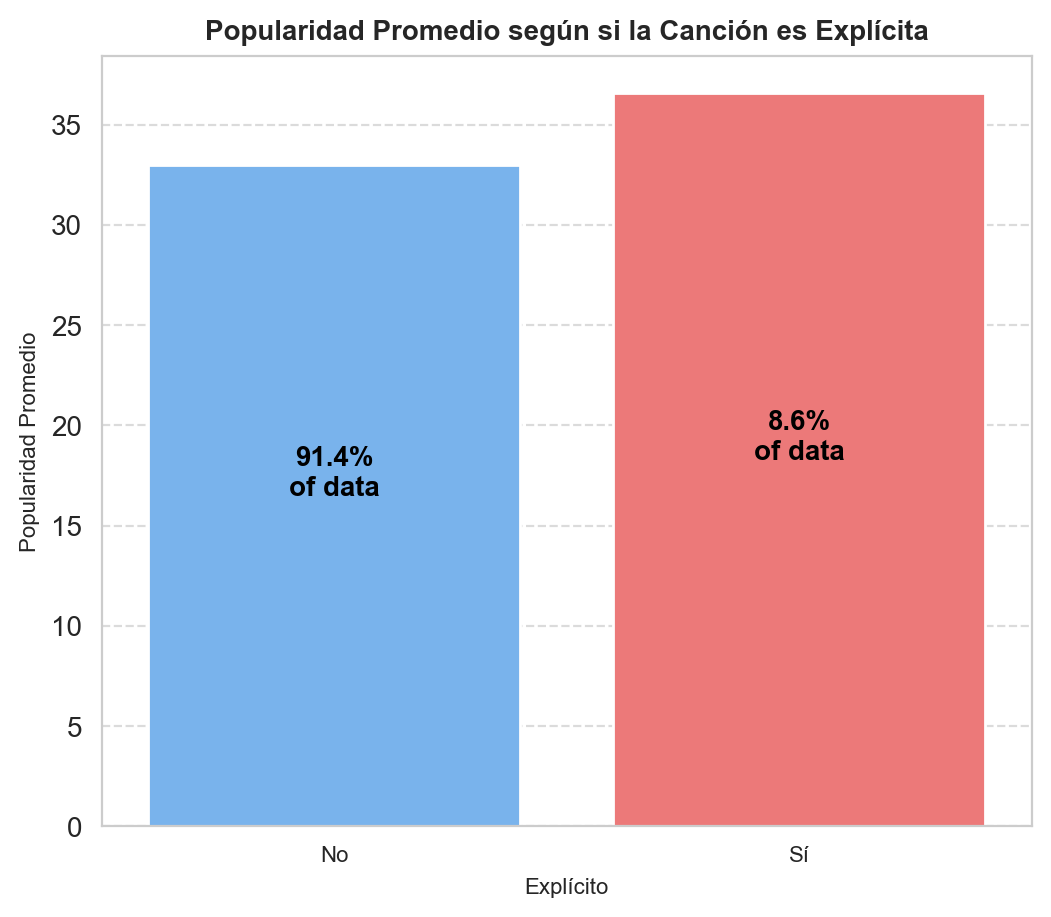 Popularidad Promedio según si la Canción es Explícita
Popularidad Promedio
35
30
25
20
15
10
5
0
91.4%
of data
8.6%
of data
No
Sí
Explícito